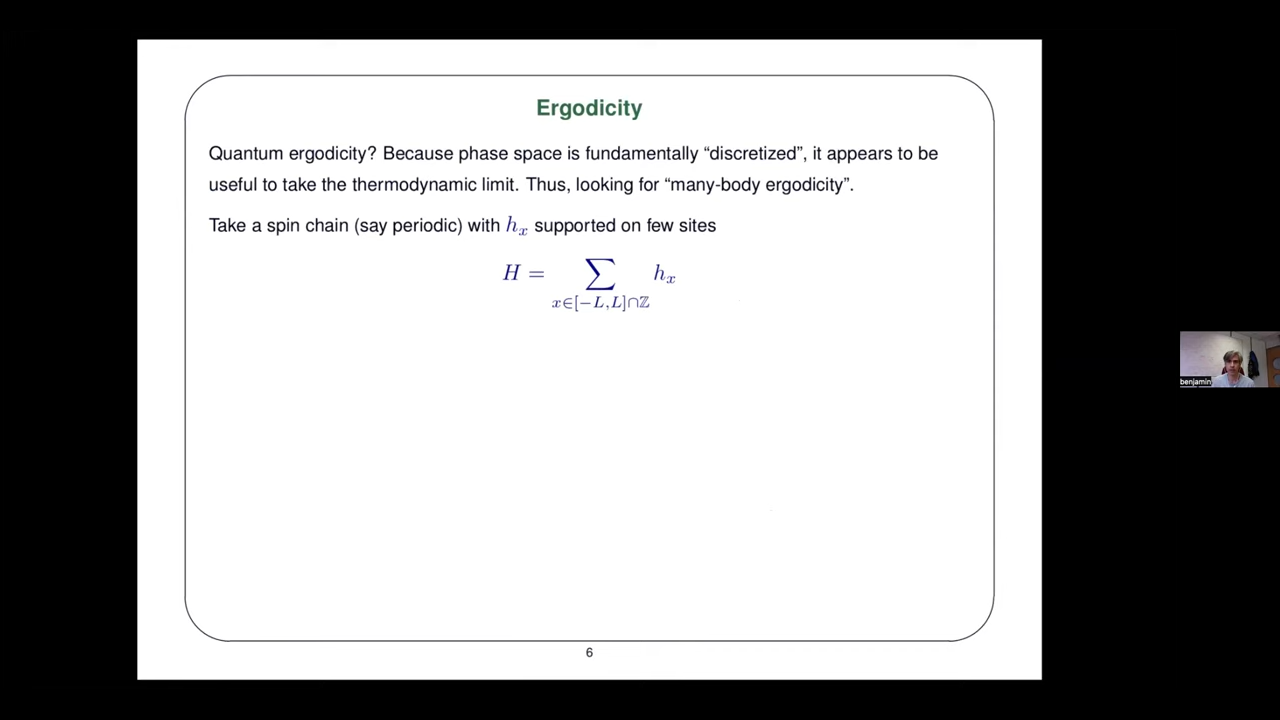 Ergodicity
Quantum ergodicity? Because phase space is fundamentally “discretized”, it appears to be
useful to take the thermodynamic limit. Thus, looking for “many-body ergodicity”.
Take a spin chain (say periodic) with h_x supported on few sites
H = ∑_{x∈[−L,L]∩ℤ} h_x
6
benjamin